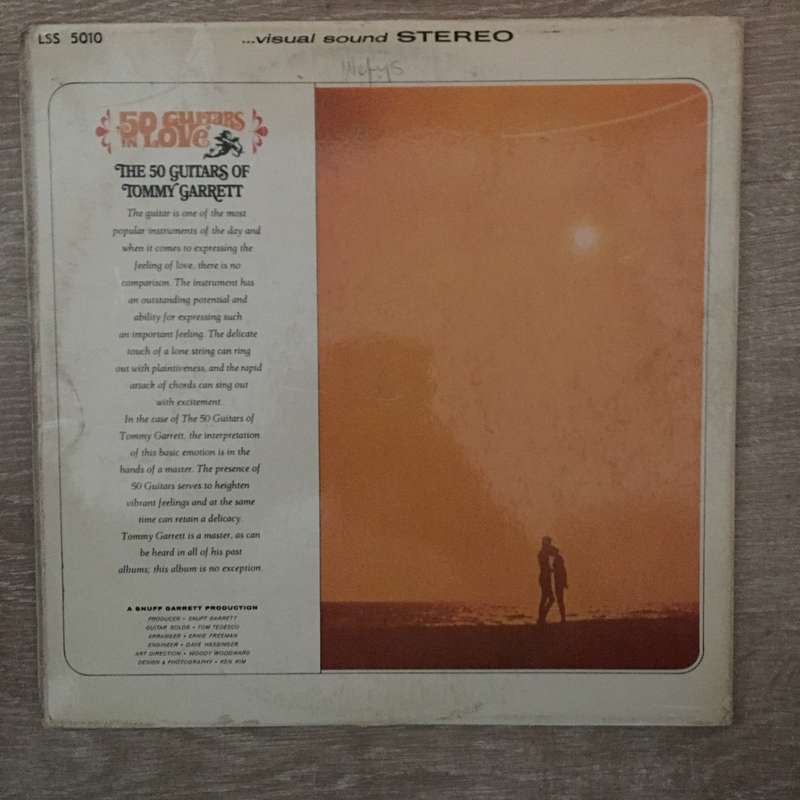 LSS 5010
...visual sound STEREO
50 GUITARS
IN LOVE
THE 50 GUITARS OF
TOMMY GARRETT
The guitar is one of the most
popular instruments of the day and
when it comes to expressing the
feeling of love, there is no
comparison. The instrument has
an outstanding potential and
ability for expressing such
an important feeling. The delicate
touch of a lone string can ring
out with plaintiveness, and the rapid
attack of chords can sing out
with excitement.
In the case of The 50 Guitars of
Tommy Garrett, the interpretation
of this basic emotion is in the
hands of a master. The presence of
50 Guitars serves to heighten
vibrant feelings and at the same
time can retain a delicacy.
Tommy Garrett is a master, as can
be heard in all of his past
albums; this album is no exception.
A SNUFF GARRETT PRODUCTION
PRODUCER • SNUFF GARRETT
GUITAR SOLOS • TOM TEDESCO
ARRANGER • ERNIE FREEMAN
ENGINEER • DAVE HASSINGER
ART DIRECTION • WOODY WOODWARD
DESIGN & PHOTOGRAPHY • KEN KIM